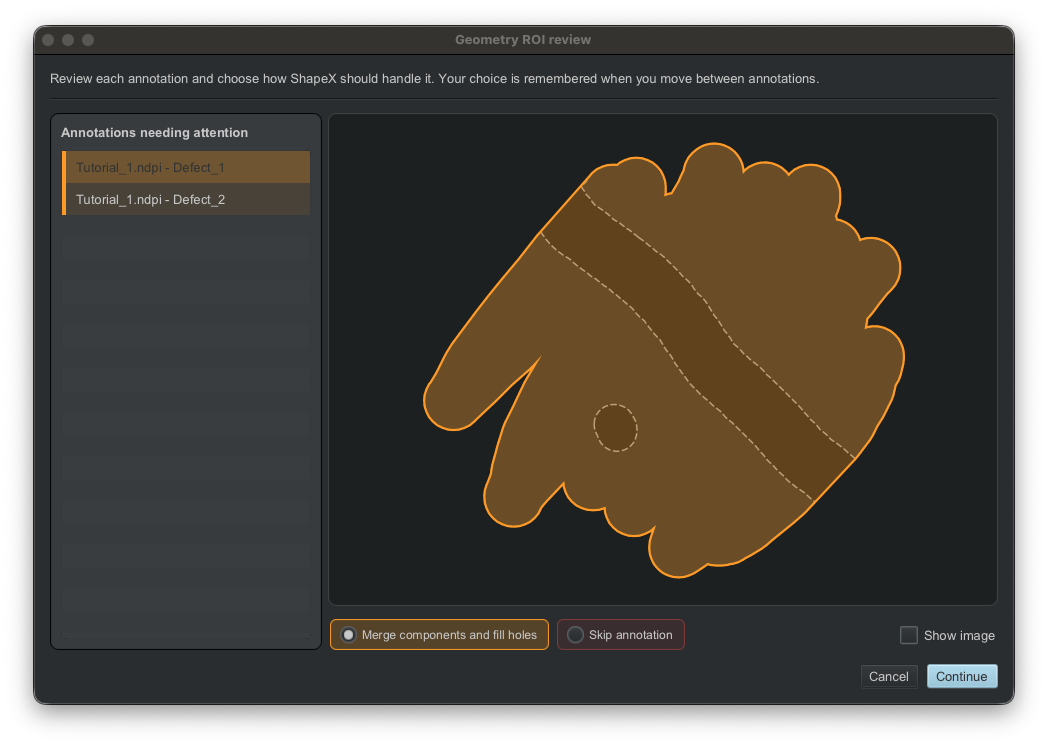 Geometry ROI review
Review each annotation and choose how ShapeX should handle it. Your choice is remembered when you move between annotations.
Annotations needing attention
Tutorial_1.ndpi - Defect_1
Tutorial_1.ndpi - Defect_2
Merge components and fill holes
Skip annotation
Show image
Cancel
Continue